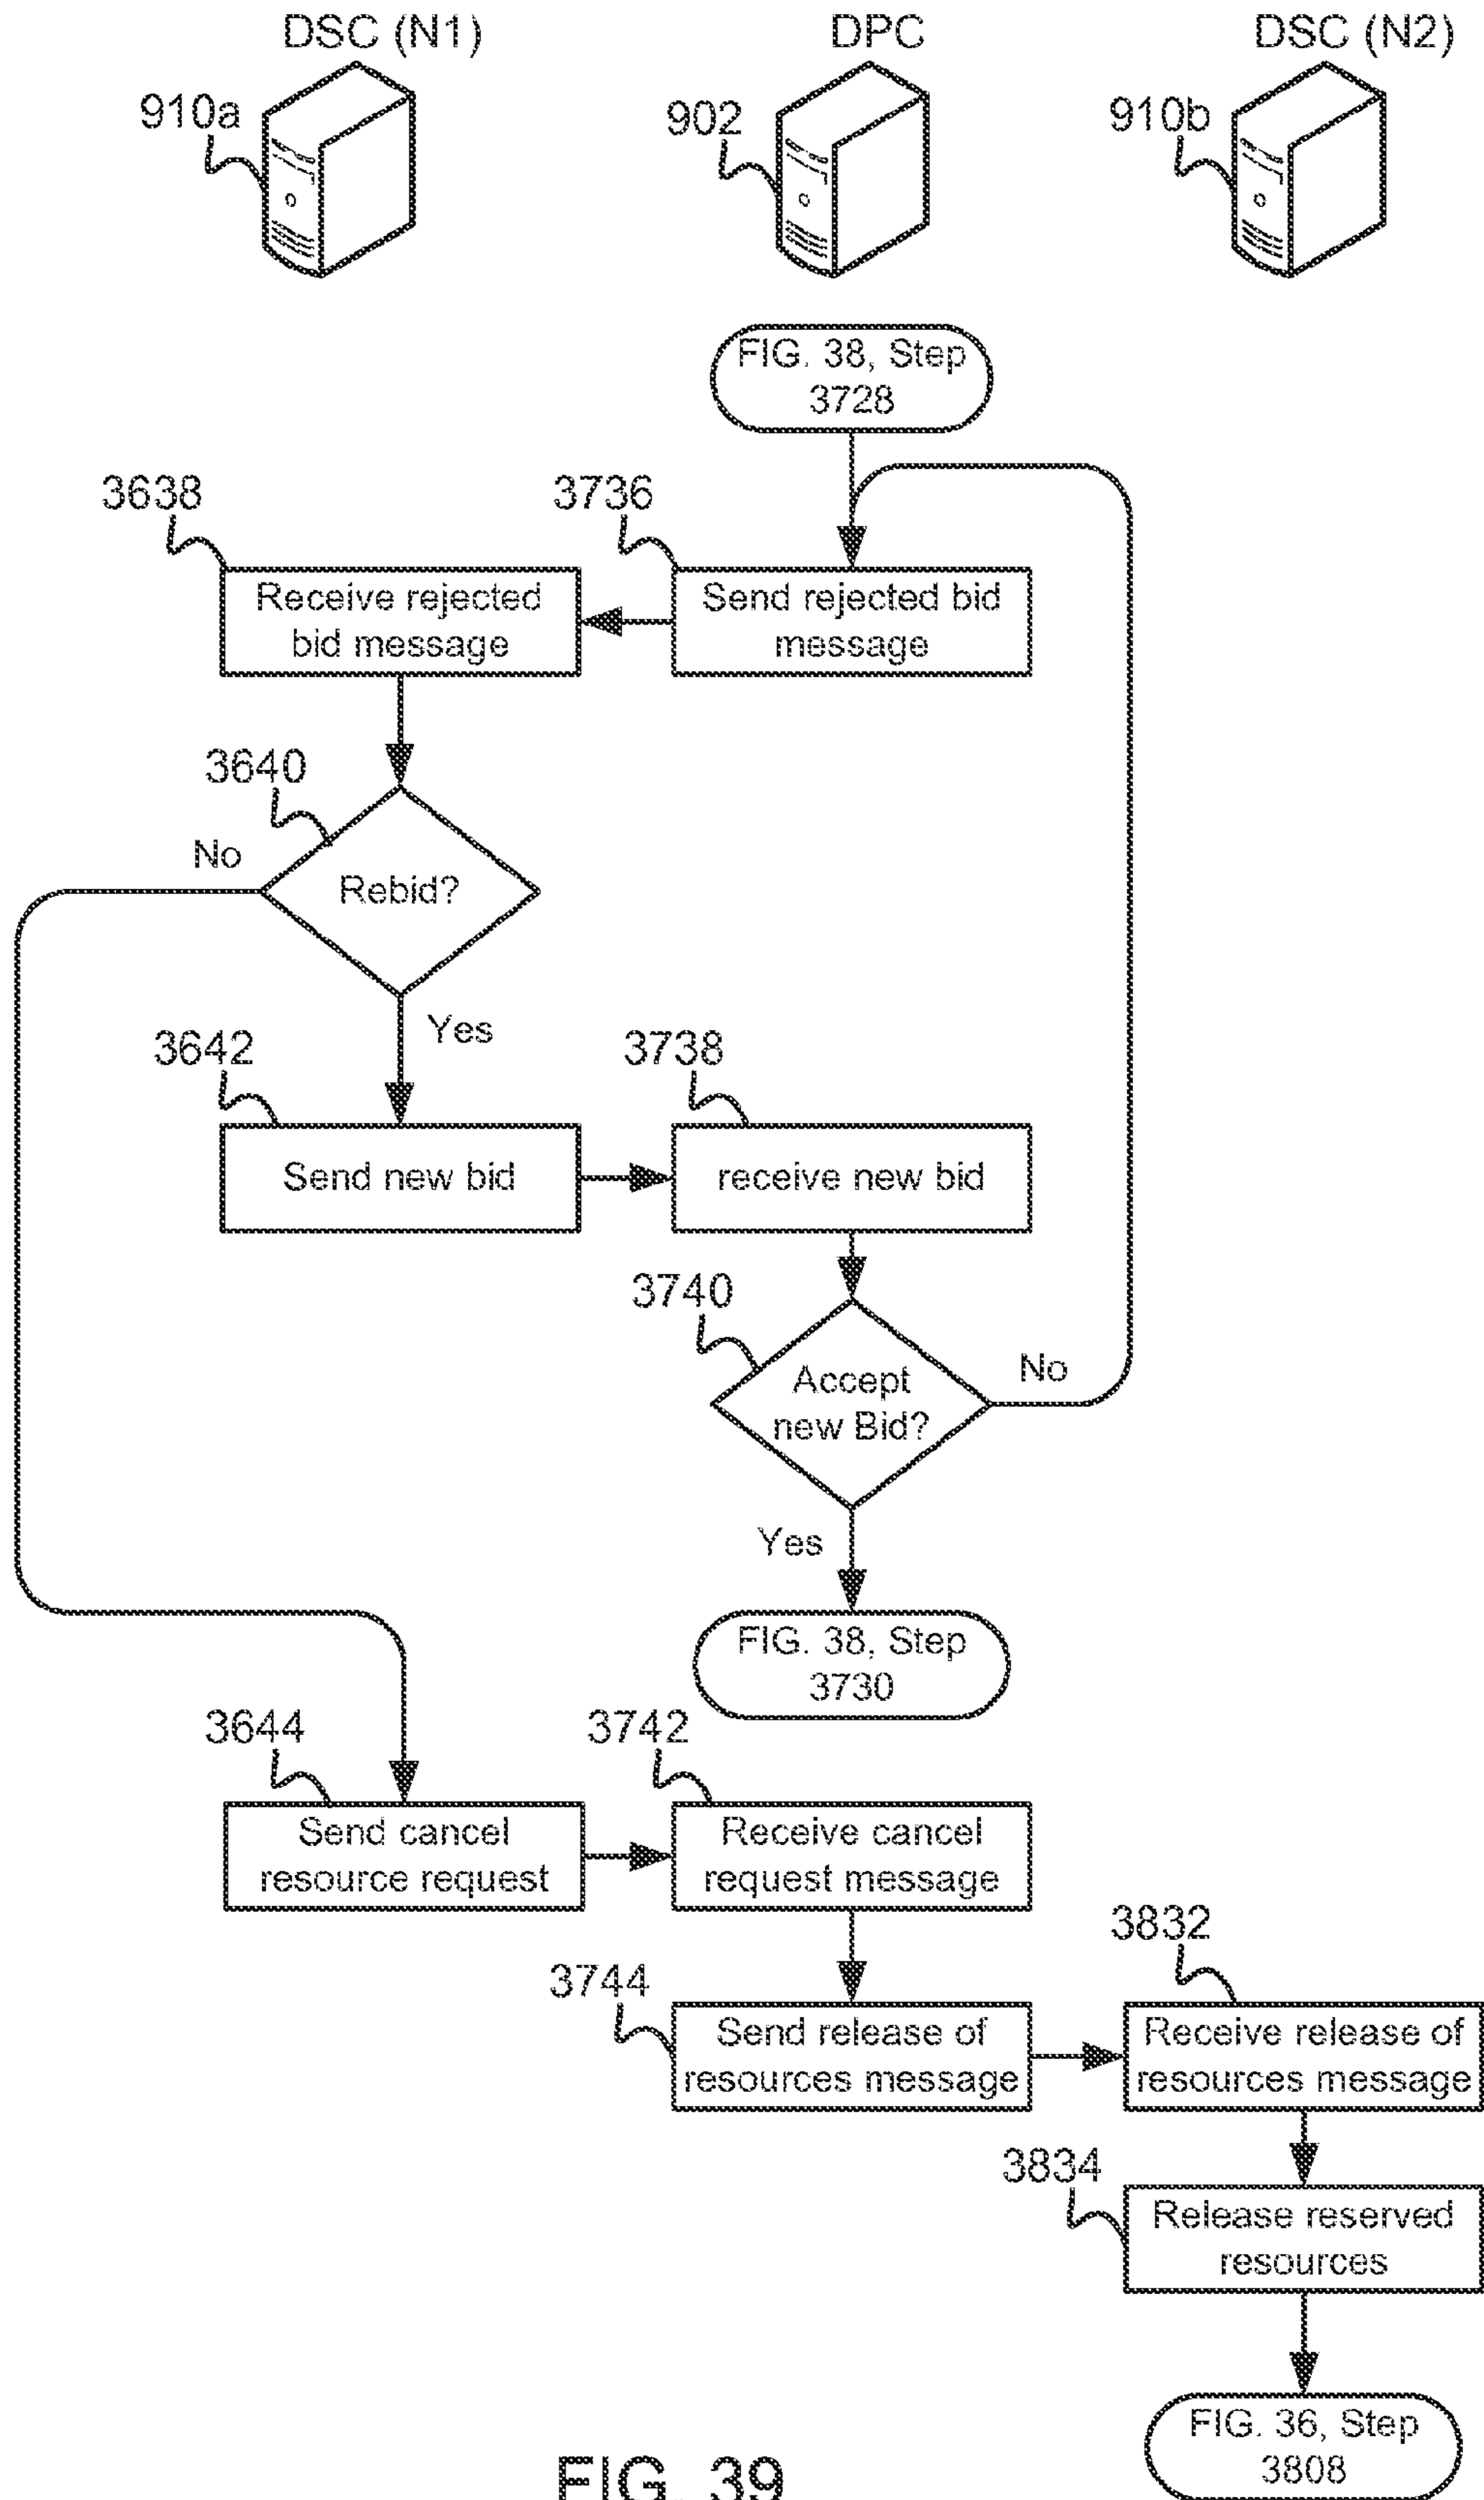 DSC (N1)
DPC
DSC (N2)
910a
902
910b
FIG. 38, Step
3728
3638
3736
Receive rejected
bid message
Send rejected bid
message
3640
No
Rebid?
Yes
3642
3738
Send new bid
receive new bid
3740
Accept
new Bid?
No
Yes
FIG. 38, Step
3730
3644
3742
Send cancel
resource request
Receive cancel
request message
3832
3744
Send release of
resources message
Receive release of
resources message
3834
Release reserved
resources
FIG. 36, Step
3808
FIG. 39